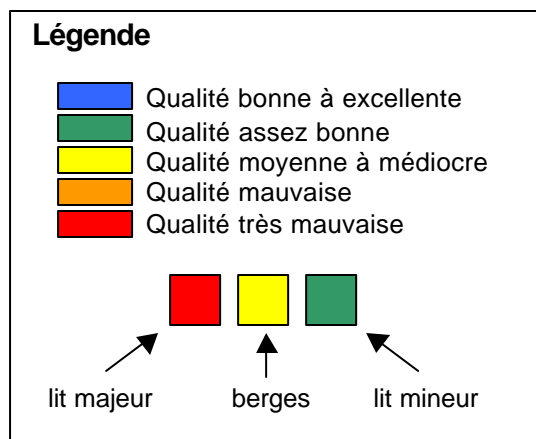 Légende
Qualité bonne à excellente
Qualité assez bonne
Qualité moyenne à médiocre
Qualité mauvaise
Qualité très mauvaise
lit majeur berges lit mineur